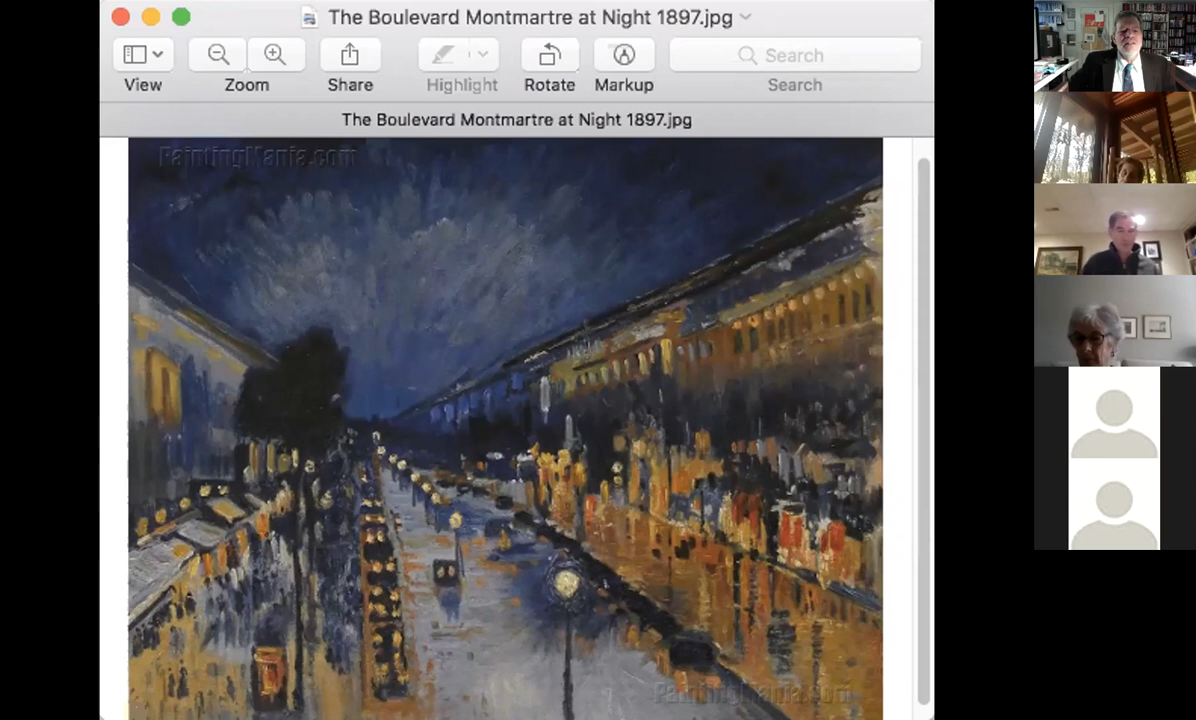 The Boulevard Montmartre at Night 1897.jpg
Search
View
Zoom
Share
Highlight
Rotate
Markup
Search
The Boulevard Montmartre at Night 1897.jpg
PaintingMania.com
PaintingMania.com